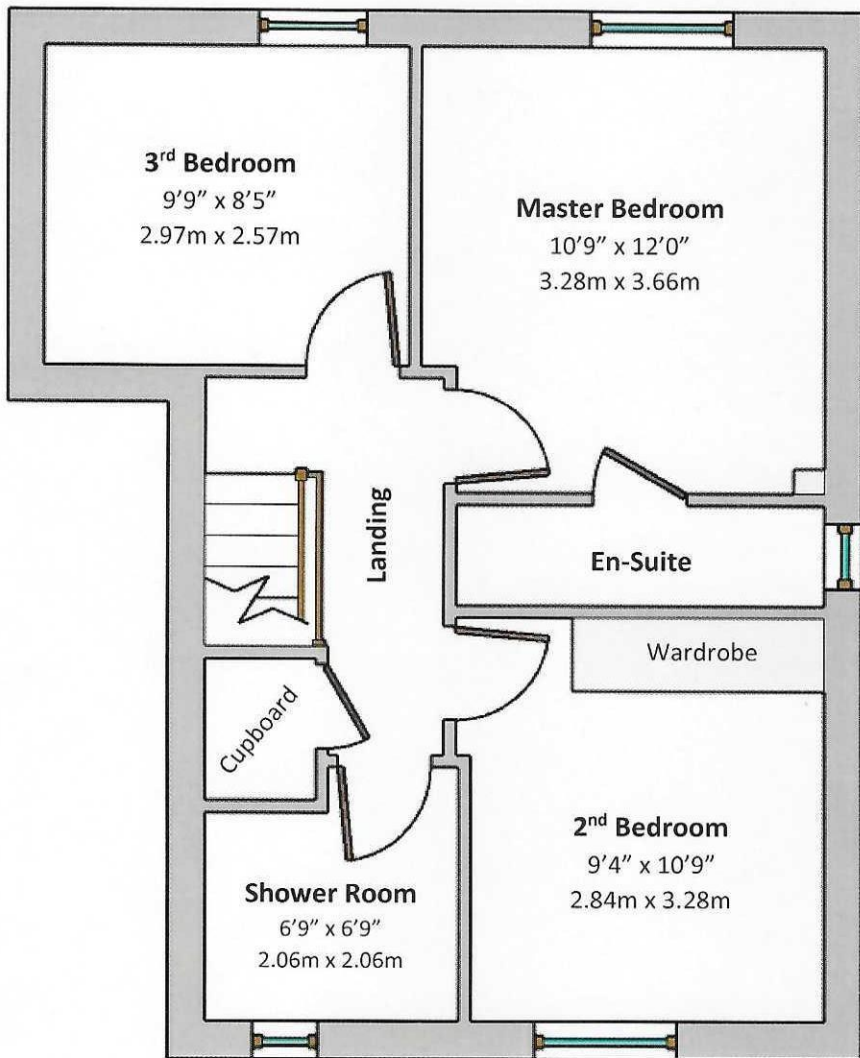 3rd Bedroom
9’9” x 8’5”
2.97m x 2.57m
Master Bedroom
10’9” x 12’0”
3.28m x 3.66m
Landing
En-Suite
Wardrobe
Cupboard
2nd Bedroom
9’4” x 10’9”
2.84m x 3.28m
Shower Room
6’9” x 6’9”
2.06m x 2.06m